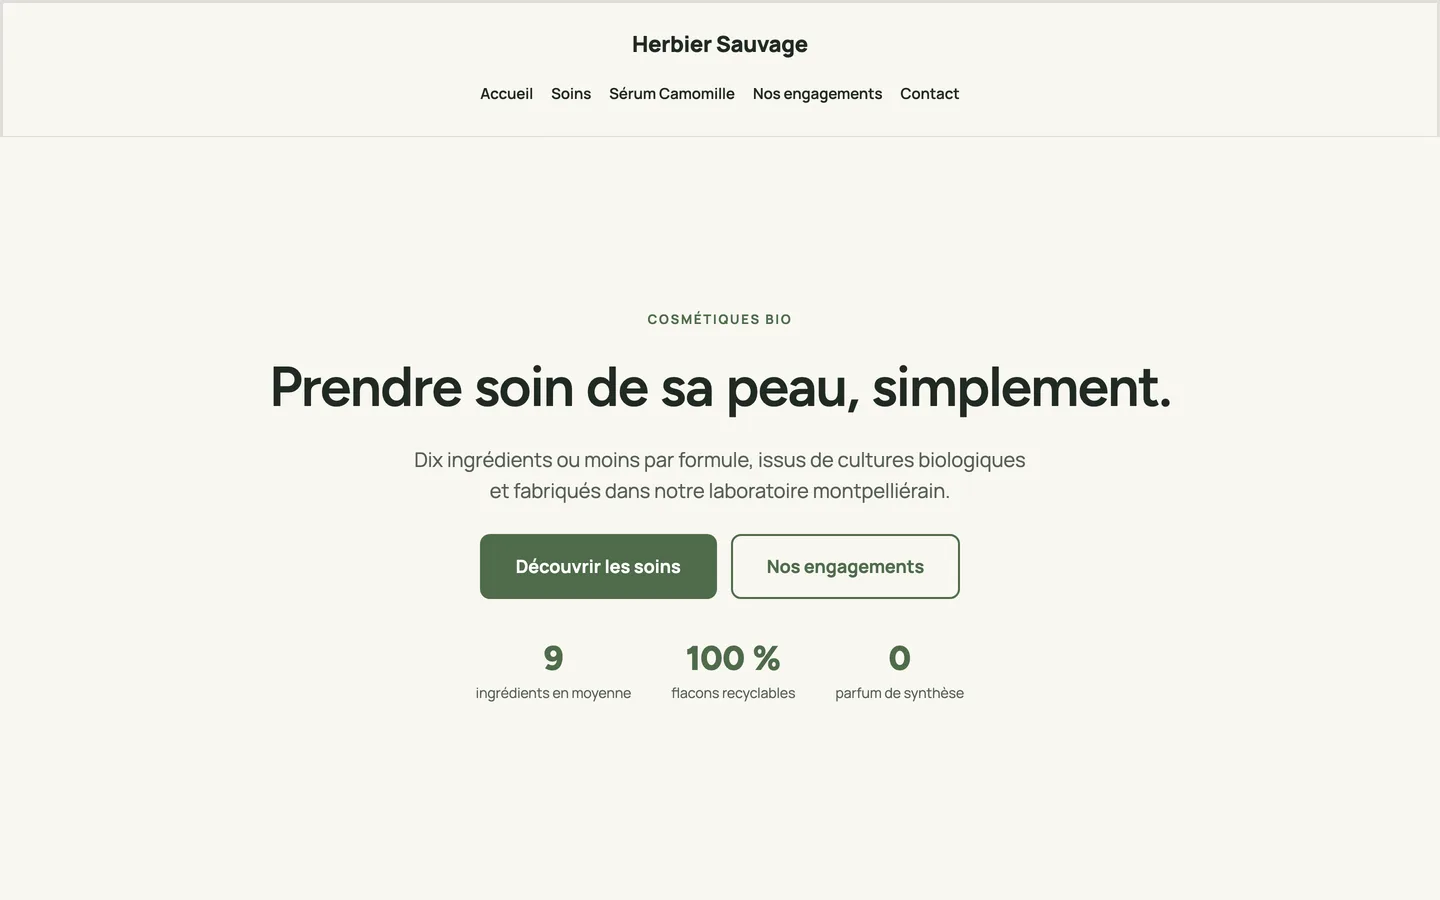 Herbier Sauvage
Accueil Soins Sérum Camomille Nos engagements Contact
COSMÉTIQUES BIO
Prendre soin de sa peau, simplement.
Dix ingrédients ou moins par formule, issus de cultures biologiques
et fabriqués dans notre laboratoire montpelliérain.
Découvrir les soins Nos engagements
9 100 % 0
ingrédients en moyenne flacons recyclables parfum de synthèse